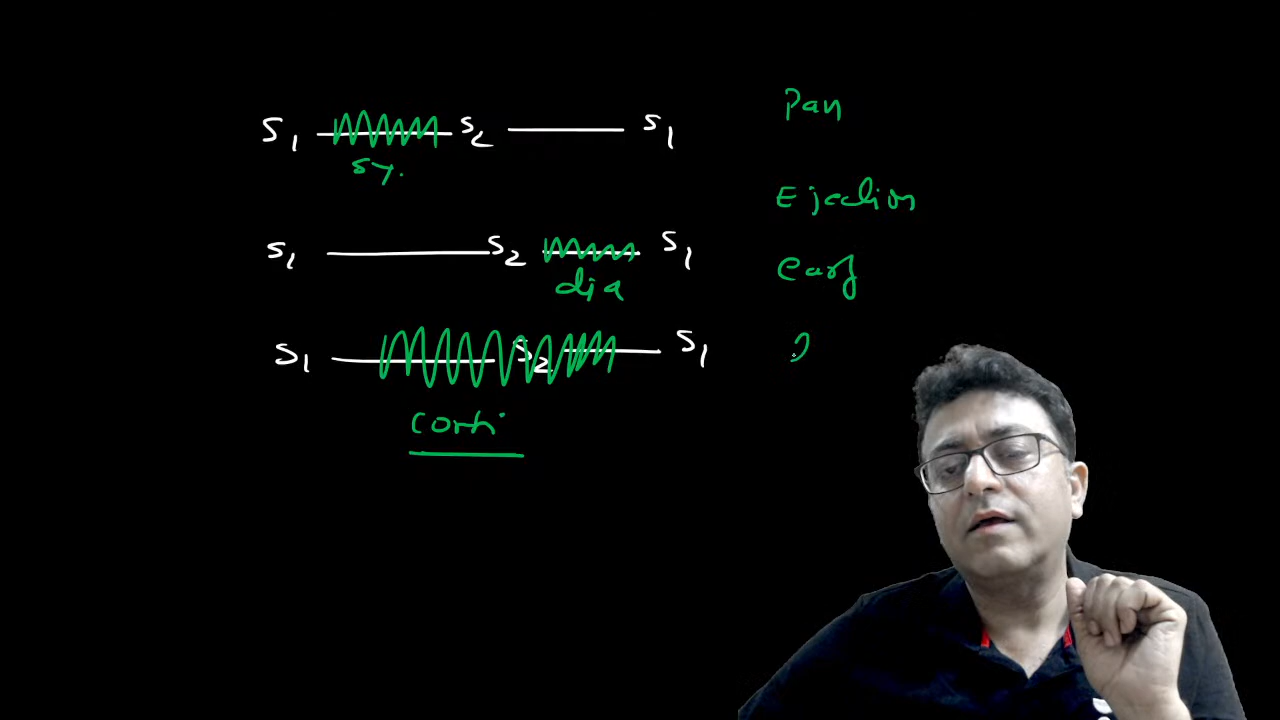 S1 S2 S1
sy.
S1 S2 S1
dia
S1 S2 S1
conti
Pan
Ejection
Early